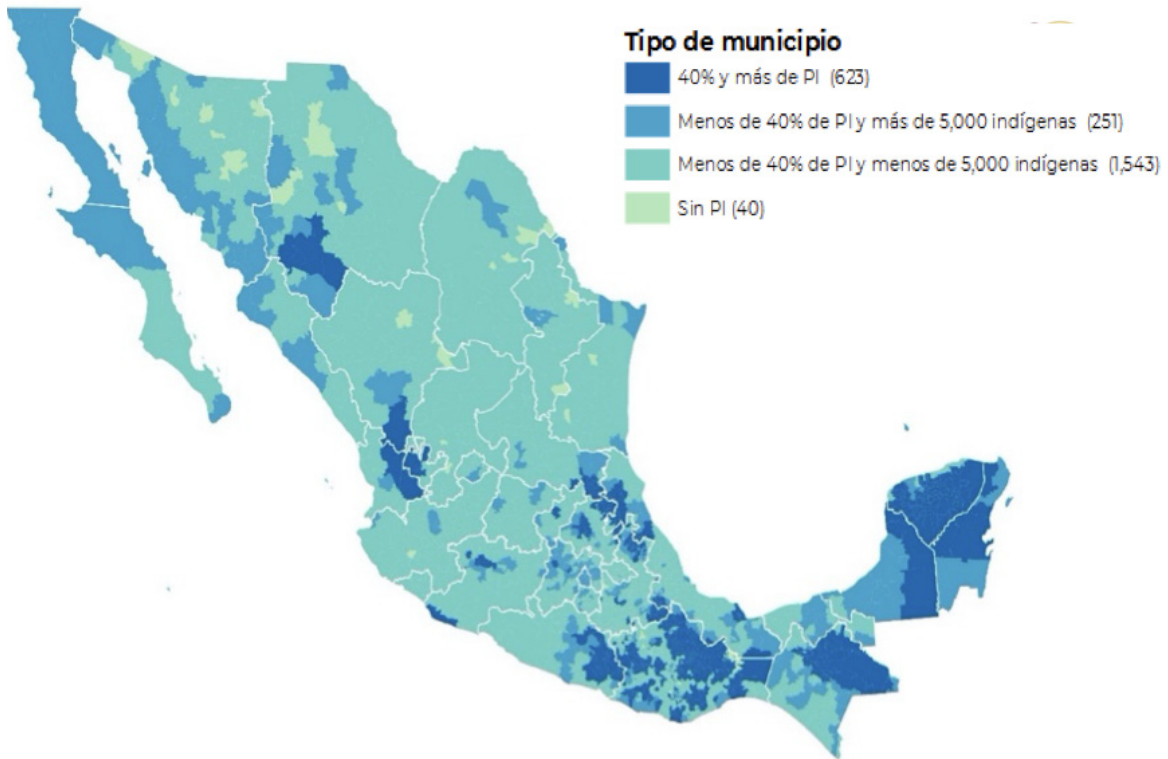 Tipo de municipio
40% y más de PI (623)
Menos de 40% de PI y más de 5,000 indígenas (251)
Menos de 40% de PI y menos de 5,000 indígenas (1,543)
Sin PI (40)